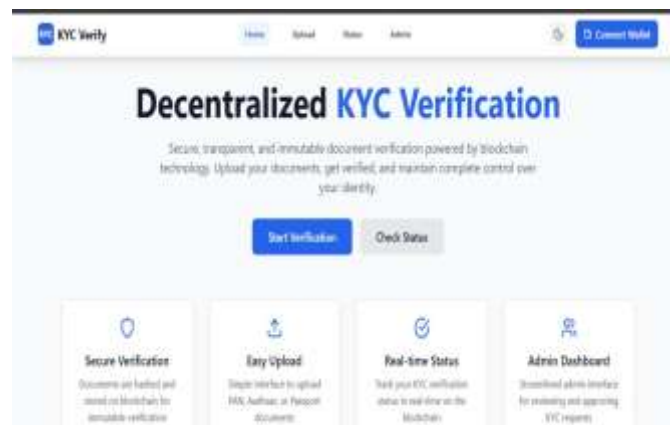 KYC
KYC Verify
Home Upload Status Admin
Connect Wallet
Decentralized KYC Verification
Secure, transparent, and immutable document verification powered by blockchain
technology. Upload your documents, get verified, and maintain complete control over
your identity.
Start Verification Check Status
Secure Verification
Documents are hashed and
stored on blockchain for
immutable verification
Easy Upload
Simple interface to upload
PAN, Aadhaar, or Passport
documents
Real-time Status
Track your KYC verification
status in real-time on the
blockchain
Admin Dashboard
Streamlined admin interface
for reviewing and approving
KYC requests